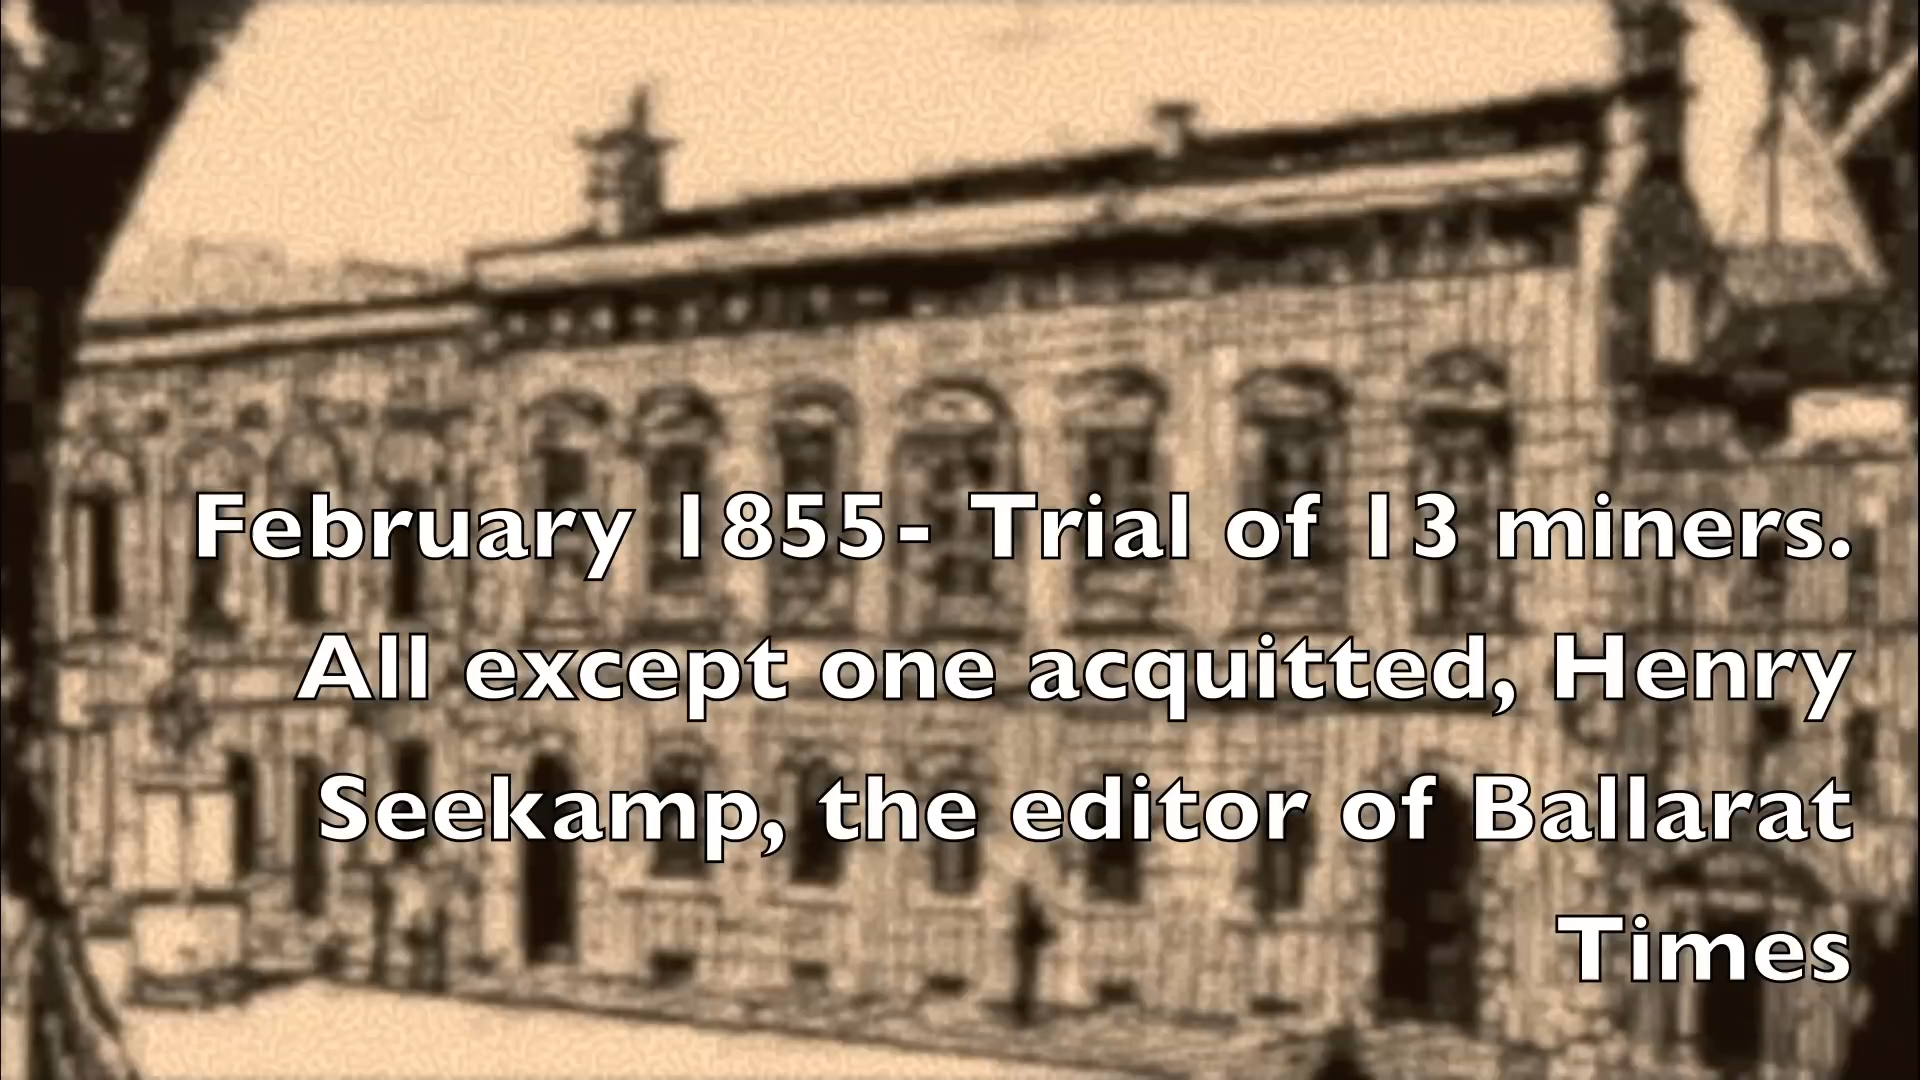 February 1855- Trial of 13 miners.
All except one acquitted, Henry
Seekamp, the editor of Ballarat
Times